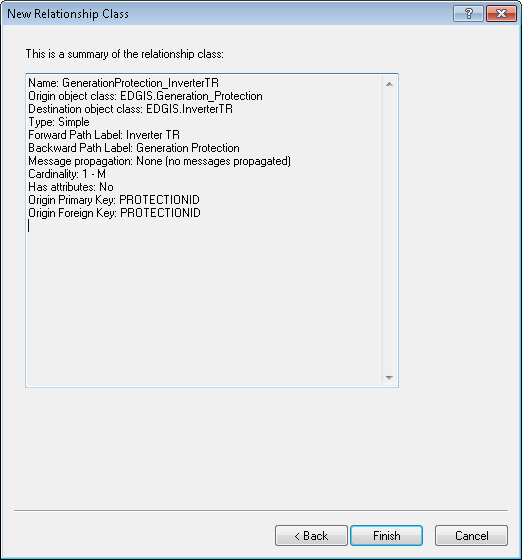 New Relationship Class
?
This is a summary of the relationship class:
Name: GenerationProtection_InverterTR
Origin object class: EDGIS.Generation_Protection
Destination object class: EDGIS.InverterTR
Type: Simple
Forward Path Label: Inverter TR
Backward Path Label: Generation Protection
Message propagation: None (no messages propagated)
Cardinality: 1 - M
Has attributes: No
Origin Primary Key: PROTECTIONID
Origin Foreign Key: PROTECTIONID
< Back Finish Cancel